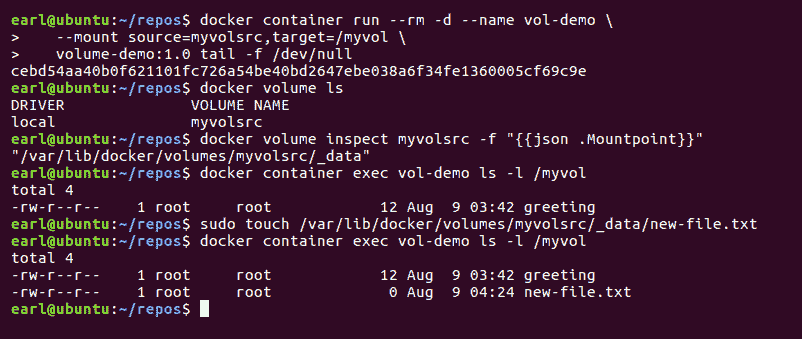 earl@ubuntu:~/repos$ docker container run --rm -d --name vol-demo \
>    --mount source=myvolsrc,target=/myvol \
>    volume-demo:1.0 tail -f /dev/null
cebd54aa40b0f621101fc726a54be40bd2647ebe038a6f34fe1360005cf69c9e
earl@ubuntu:~/repos$ docker volume ls
DRIVER              VOLUME NAME
local               myvolsrc
earl@ubuntu:~/repos$ docker volume inspect myvolsrc -f "{{json .Mountpoint}}"
"/var/lib/docker/volumes/myvolsrc/_data"
earl@ubuntu:~/repos$ docker container exec vol-demo ls -l /myvol
total 4
-rw-r--r--    1 root     root            12 Aug  9 03:42 greeting
earl@ubuntu:~/repos$ sudo touch /var/lib/docker/volumes/myvolsrc/_data/new-file.txt
earl@ubuntu:~/repos$ docker container exec vol-demo ls -l /myvol
total 4
-rw-r--r--    1 root     root            12 Aug  9 03:42 greeting
-rw-r--r--    1 root     root             0 Aug  9 04:24 new-file.txt
earl@ubuntu:~/repos$